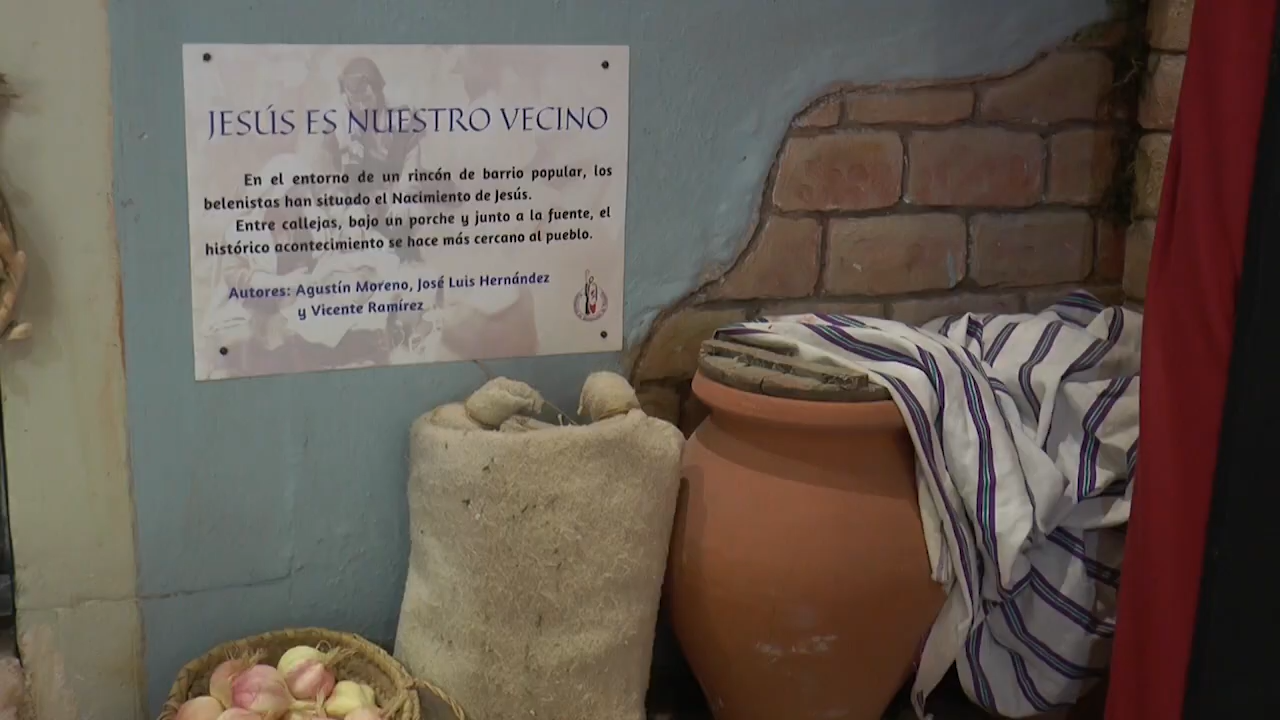 JESÚS ES NUESTRO VECINO
En el entorno de un rincón de barrio popular, los
belenistas han situado el Nacimiento de Jesús.
Entre callejas, bajo un porche y junto a la fuente, el
histórico acontecimiento se hace más cercano al pueblo.
Autores: Agustín Moreno, José Luis Hernández
y Vicente Ramírez